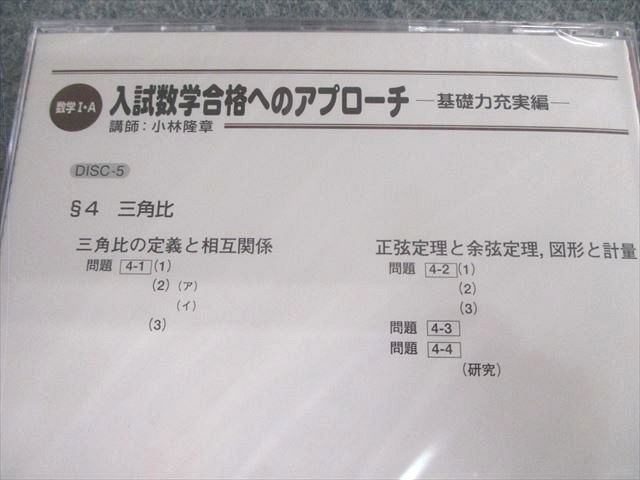 数学Ⅰ・A 入試数学合格へのアプローチ ―基礎力充実編―
講師：小林隆章
DISC-5
§4 三角比
三角比の定義と相互関係
問題 4-1 (1)
(2) (ア)
(イ)
(3)
正弦定理と余弦定理, 図形と計量
問題 4-2 (1)
(2)
(3)
問題 4-3
問題 4-4
(研究)